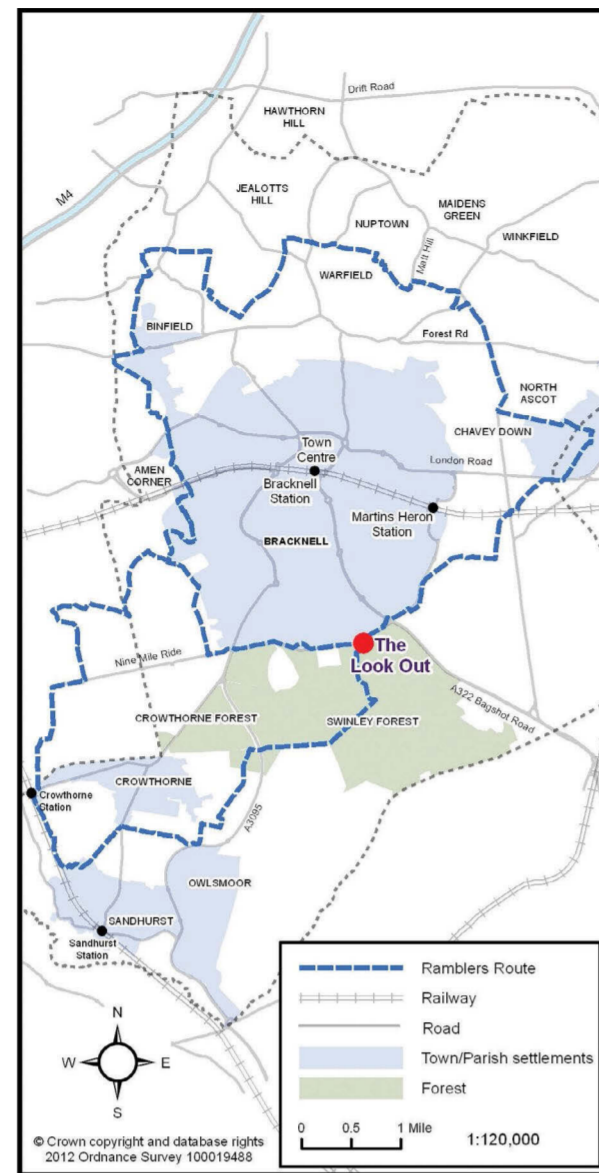 Drift Road
HAWTHORN
HILL
M4
JEALOTTS
HILL
MAIDENS
GREEN
NUPTOWN
WINKFIELD
Matt Hill
WARFIELD
BINFIELD
Forest Rd
NORTH
ASCOT
CHAVEY DOWN
Town
Centre
London Road
AMEN
CORNER
Bracknell
Station
Martins Heron
Station
BRACKNELL
The
Look Out
Nine Mile Ride
A322 Bagshot Road
CROWTHORNE FOREST
SWINLEY FOREST
CROWTHORNE
Crowthorne
Station
A3095
OWLSMOOR
SANDHURST
Sandhurst
Station
Ramblers Route
Railway
Road
Town/Parish settlements
Forest
N
W
E
S
0 0.5 1 Mile
1:120,000
© Crown copyright and database rights
2012 Ordnance Survey 100019488